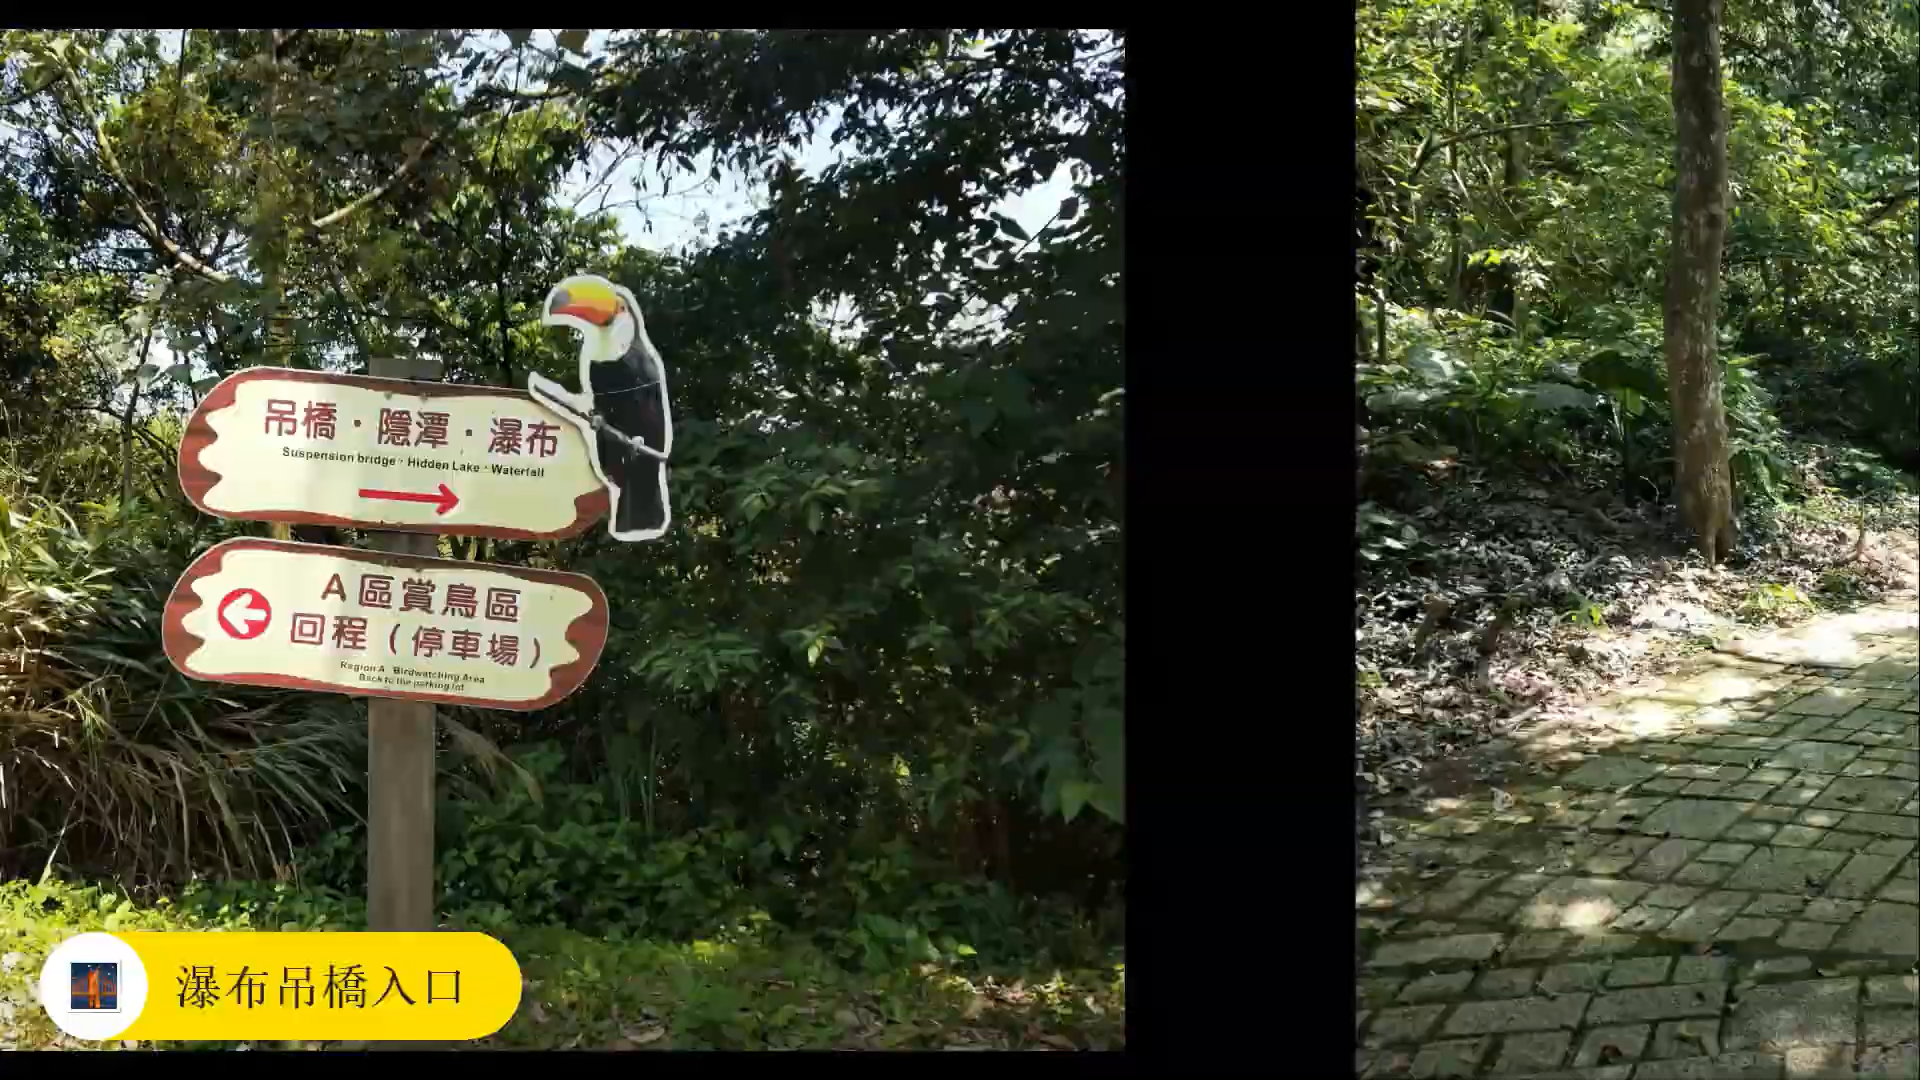 吊橋・隱潭・瀑布
Suspension bridge · Hidden Lake · Waterfall
A區賞鳥區
回程（停車場）
Region A Birdwatching Area
Back to the parking lot
瀑布吊橋入口